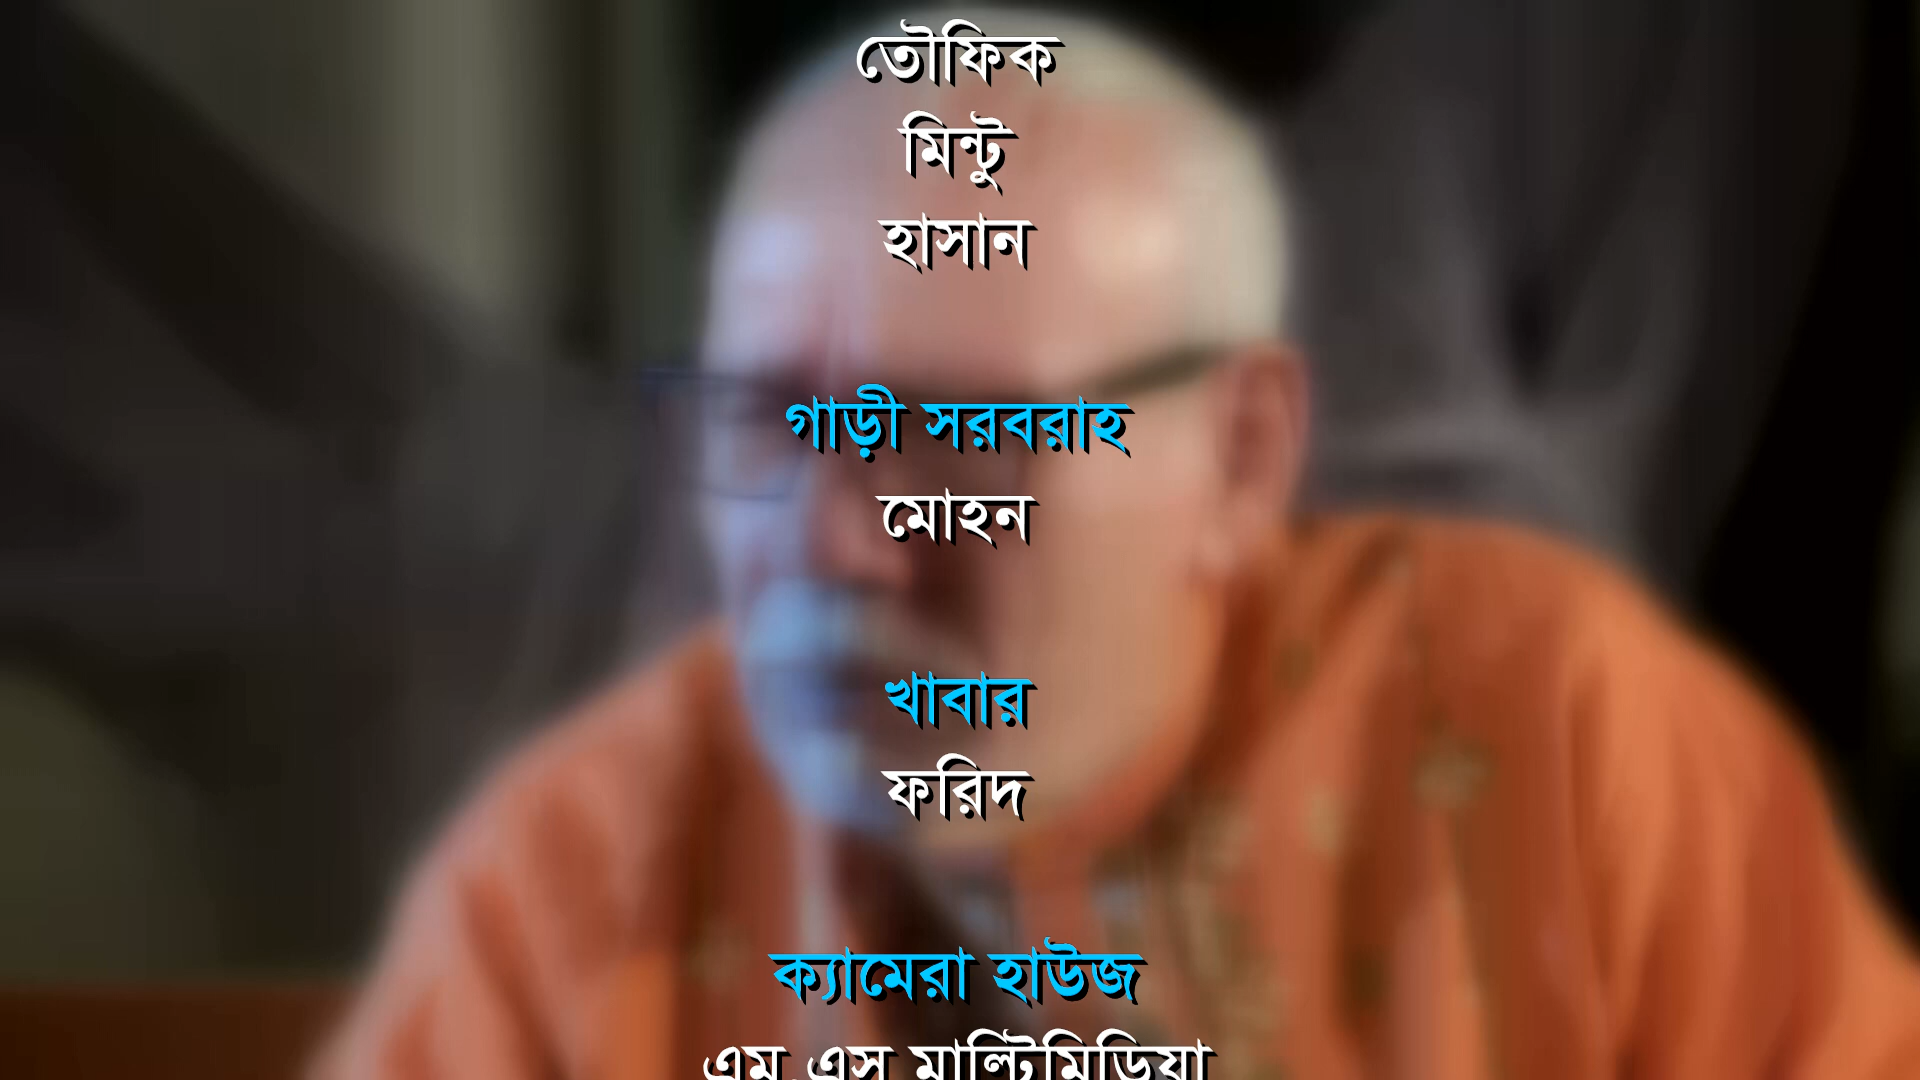 তৌফিক
মিন্টু
হাসান
গাড়ী সরবরাহ
মোহন
খাবার
ফরিদ
ক্যামেরা হাউজ
এম.এস মাল্টিমিডিয়া